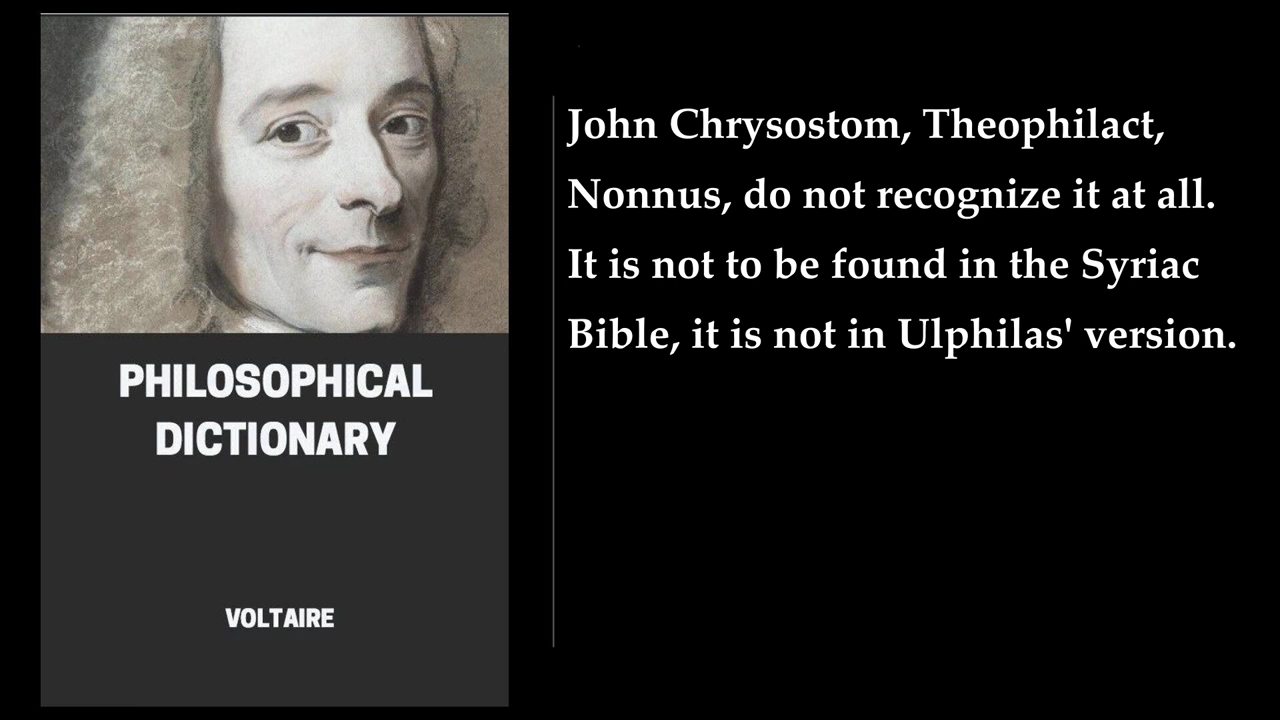 PHILOSOPHICAL
DICTIONARY
VOLTAIRE
John Chrysostom, Theophilact,
Nonnus, do not recognize it at all.
It is not to be found in the Syriac
Bible, it is not in Ulphilas' version.